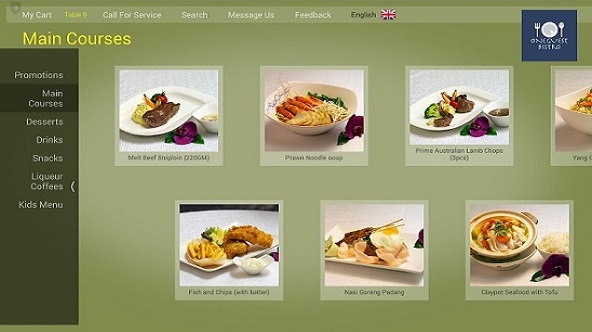 My Cart Table 9 Call For Service Search Message Us Feedback English
ONEQUEST
BISTRO
Main Courses
Promotions
Main
Courses
Desserts
Drinks
Snacks
Liqueur
Coffees
Kids Menu
Melt Beef Striploin (220GM)
Prawn Noodle soup
Prime Australian Lamb Chops
(3pcs)
Yang
Fish and Chips (with batter)
Nasi Goreng Padang
Claypot Seafood with Tofu